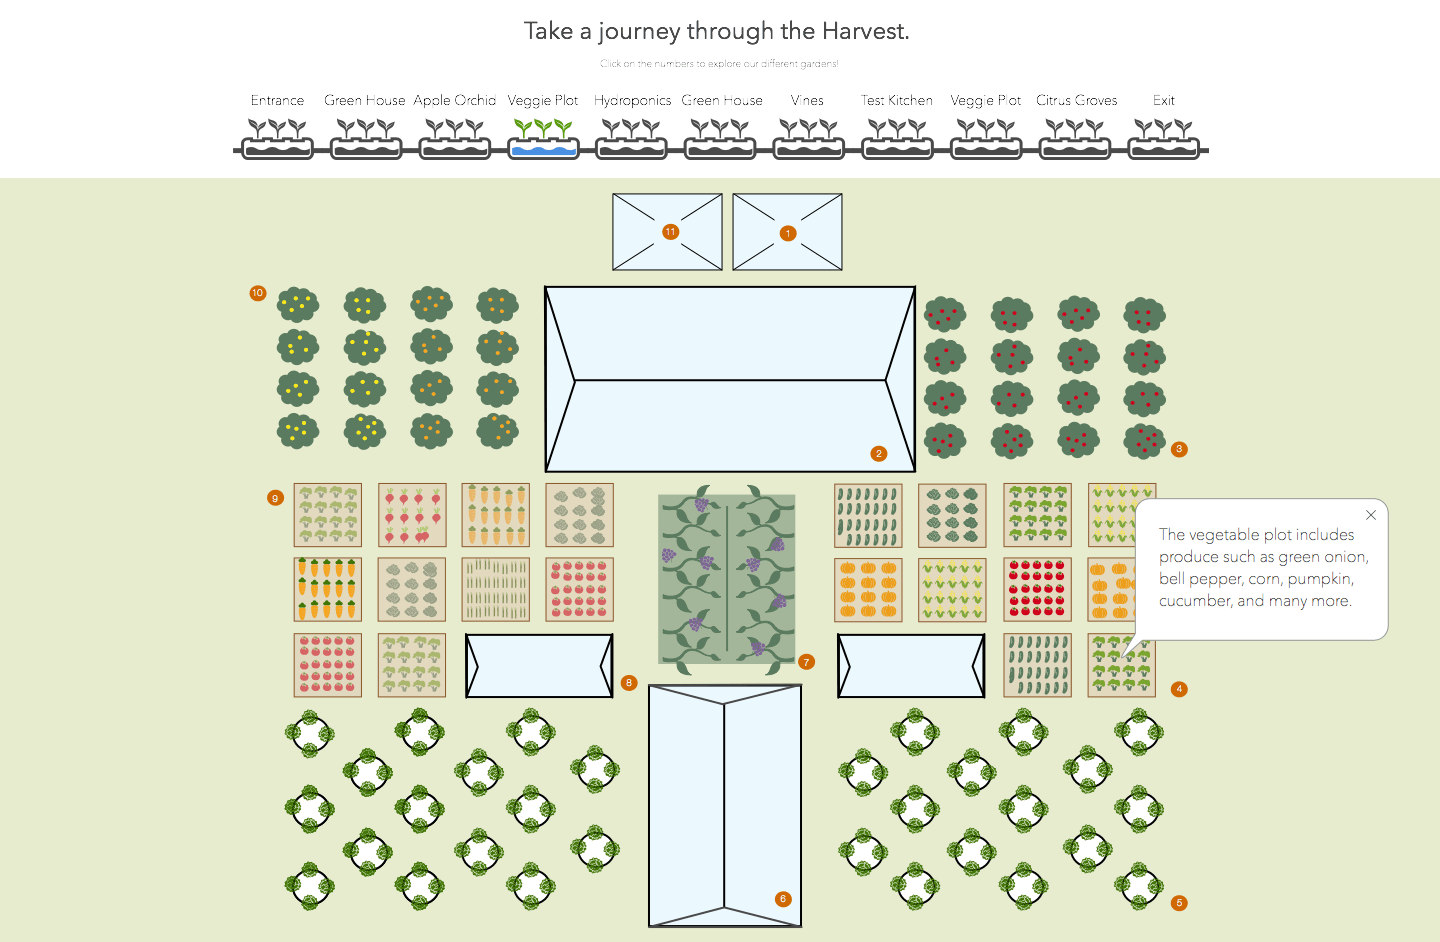 Take a journey through the Harvest.
Click on the numbers to explore our different gardens!
Entrance Green House Apple Orchid Veggie Plot Hydroponics Green House Vines Test Kitchen Veggie Plot Citrus Groves Exit
11 1
10
2
3
9
The vegetable plot includes
produce such as green onion,
bell pepper, corn, pumpkin,
cucumber, and many more.
7
8
4
6
5